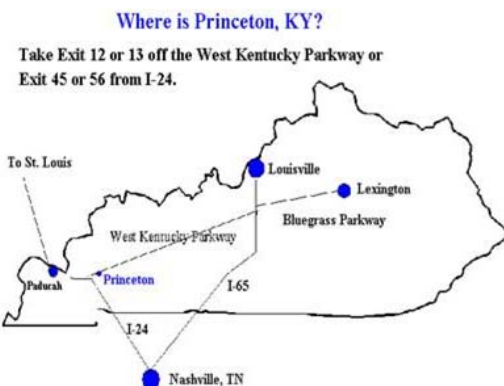 Where is Princeton, KY?
Take Exit 12 or 13 off the West Kentucky Parkway or
Exit 45 or 56 from I-24.
Louisville
To St. Louis
Lexington
Bluegrass Parkway
West Kentucky Parkway
Princeton
Paducah
I-65
I-24
Nashville, TN